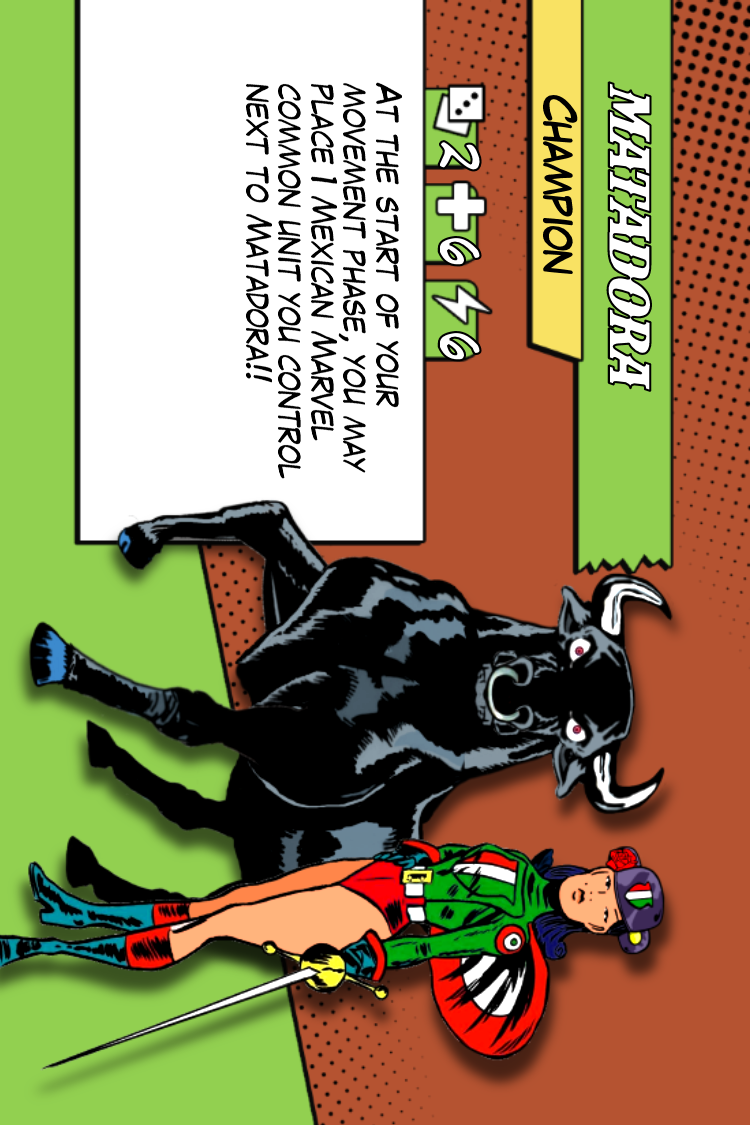 MATADORA
CHAMPION
2 6 6
AT THE START OF YOUR
MOVEMENT PHASE, YOU MAY
PLACE 1 MEXICAN MARVEL
COMMON UNIT YOU CONTROL
NEXT TO MATADORA!!